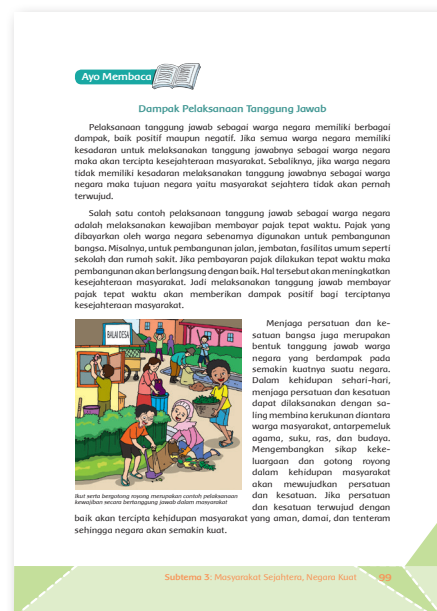 Ayo Membaca
Dampak Pelaksanaan Tanggung Jawab
Pelaksanaan tanggung jawab sebagai warga negara memiliki berbagai
dampak, baik positif maupun negatif. Jika semua warga negara memiliki
kesadaran untuk melaksanakan tanggung jawabnya sebagai warga negara
maka akan tercipta kesejahteraan masyarakat. Sebaliknya, jika warga negara
tidak memiliki kesadaran melaksanakan tanggung jawabnya sebagai warga
negara maka tujuan negara yaitu masyarakat sejahtera tidak akan pernah
terwujud.
Salah satu contoh pelaksanaan tanggung jawab sebagai warga negara
adalah melaksanakan kewajiban membayar pajak tepat waktu. Pajak yang
dibayarkan oleh warga negara sebenarnya digunakan untuk pembangunan
bangsa. Misalnya, untuk pembangunan jalan, jembatan, fasilitas umum seperti
sekolah dan rumah sakit. Jika pembayaran pajak dilakukan tepat waktu maka
pembangunan akan berlangsung dengan baik. Hal tersebut akan meningkatkan
kesejahteraan masyarakat. Jadi melaksanakan tanggung jawab membayar
pajak tepat waktu akan memberikan dampak positif bagi terciptanya
kesejahteraan masyarakat.
BALAI DESA
Ikut serta bergotong royong merupakan contoh pelaksanaan
kewajiban secara bertanggung jawab dalam masyarakat
Menjaga persatuan dan ke-
satuan bangsa juga merupakan
bentuk tanggung jawab warga
negara yang berdampak pada
semakin kuatnya suatu negara.
Dalam kehidupan sehari-hari,
menjaga persatuan dan kesatuan
dapat dilaksanakan dengan sa-
ling membina kerukunan diantara
warga masyarakat, antarpemeluk
agama, suku, ras, dan budaya.
Mengembangkan sikap keke-
luargaan dan gotong royong
dalam kehidupan masyarakat
akan mewujudkan persatuan
dan kesatuan. Jika persatuan
dan kesatuan terwujud dengan
baik akan tercipta kehidupan masyarakat yang aman, damai, dan tenteram
sehingga negara akan semakin kuat.
Subtema 3: Masyarakat Sejahtera, Negara Kuat
99